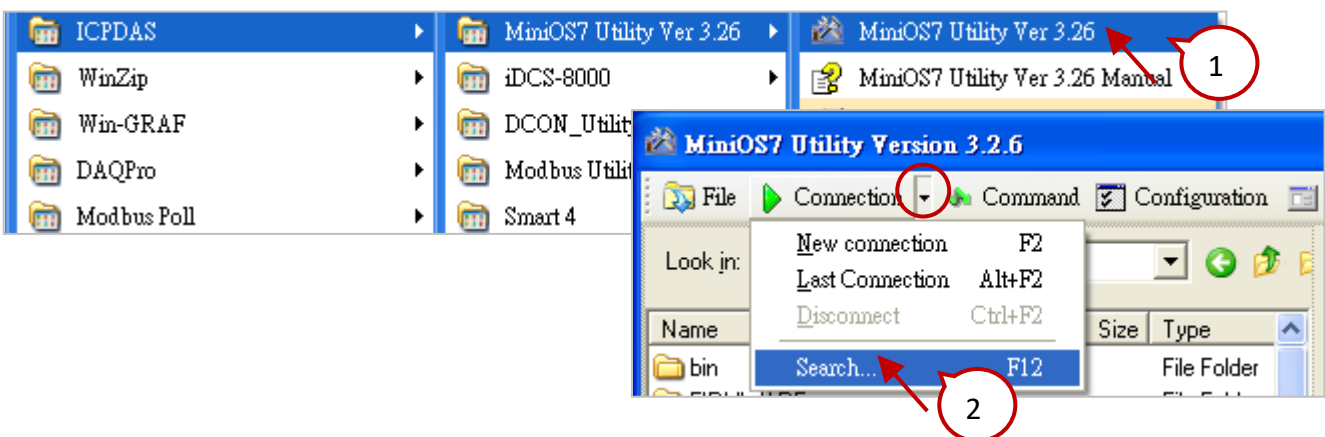 ICPDAS
WinZip
Win-GRAF
DAQPro
Modbus Poll
MiniOS7 Utility Ver 3.26
iDCS-8000
DCON_Utility
Modbus Utili
Smart 4
MiniOS7 Utility Ver 3.26
MiniOS7 Utility Ver 3.26 Manual
1
MiniOS7 Utility Version 3.2.6
File Connection Command Configuration
Look in:
New connection F2
Last Connection Alt+F2
Disconnect Ctrl+F2
Search... F12
Name Size Type
bin File Folder
2